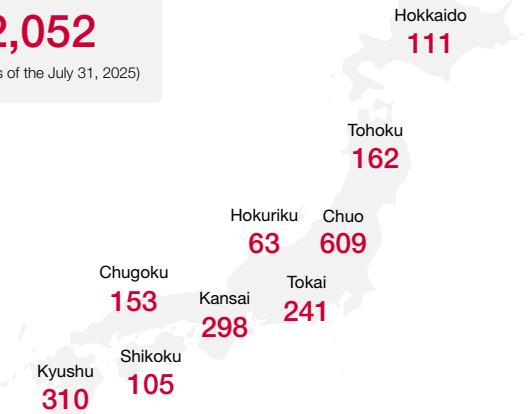 2,052
s of the July 31, 2025)
Hokkaido
111
Tohoku
162
Hokuriku
63
Chuo
609
Chugoku
153
Kansai
298
Tokai
241
Shikoku
105
Kyushu
310